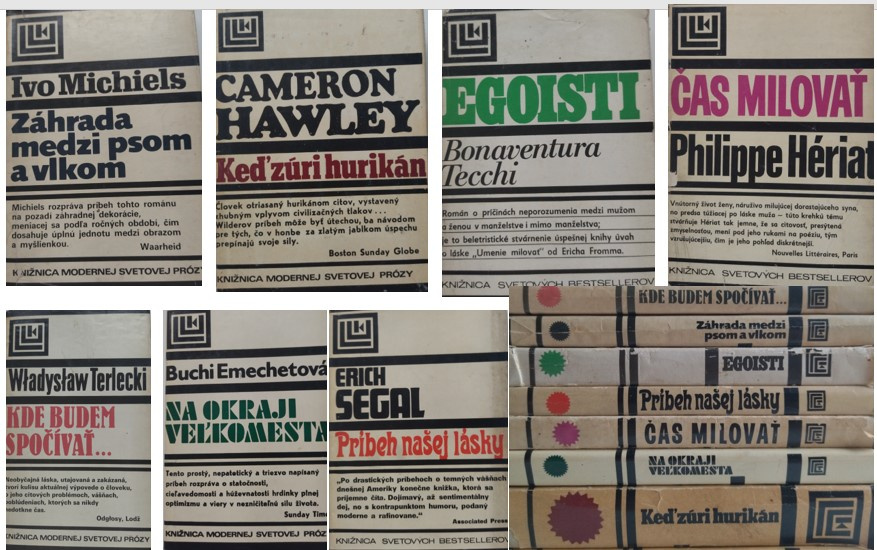 Ivo Michiels
Záhrada
medzi psom
a vlkom
Michiels rozpráva príbeh tohto románu
na pozadí záhradnej dekorácie,
meniacej sa podľa ročných období, čím
dosahuje úplnú jednotu medzi obrazom
a myšlienkou.
Waarheid
KNIŽNICA MODERNEJ SVETOVEJ PRÓZY
CAMERON
HAWLEY
Keď zúri hurikán
Človek otriasaný hurikánom citov, vystavený
zhubným vplyvom civilizačných tlakov . . .
Wilderov príbeh môže byť útechou, ba návodom
pre tých, čo v honbe za zlatým jablkom úspechu
prepínajú svoje sily.
Boston Sunday Globe
KNIŽNICA MODERNEJ SVETOVEJ PRÓZY
EGOISTI
Bonaventura
Tecchi
Román o príčinách neporozumenia medzi mužom
a ženou v manželstve i mimo manželstva;
je to beletristické stvárnenie úspešnej knihy úvah
o láske „Umenie milovať" od Ericha Fromma.
KNIŽNICA SVETOVÝCH BESTSELLEROV
ČAS MILOVAŤ
Philippe Hériat
Vnútorný život ženy, náruživo milujúcej dorastajúceho syna,
no predsa túžiacej po láske muža – túto krehkú tému
stvárňuje Hériat tak jemne, že sa citovosť, presýtená
zmyselnosťou, mení pod jeho rukami na poéziu, tým
vzrušujúcejšiu, čím je jeho pohľad diskrétnejší.
Nouvelles Littéraires, Paris
KNIŽNICA SVETOVÝCH BESTSELLEROV
Władysław Terlecki
KDE BUDEM
SPOČÍVAŤ...
Neobyčajná láska, utajovaná a zakázaná,
tvorí kulisu aktuálnej výpovede o človeku,
o jeho citových problémoch, vášňach,
poblúdeniach, ktorých sa nikdy
nedotkne čas.
Odglosy, Lodź
KNIŽNICA MODERNEJ SVETOVEJ PRÓZY
Buchi Emechetová
NA OKRAJI
VEĽKOMESTA
Tento prostý, nepatetický a triezvo napísaný
príbeh rozpráva o statočnosti,
cieľavedomosti a húževnatosti hrdinky plnej
optimizmu a viery v nezničiteľnú silu života.
Sunday Time
KNIŽNICA MODERNEJ SVETOVEJ PRÓZY
ERICH
SEGAL
Príbeh našej lásky
„Po drastických príbehoch o temných vášňach
dnešnej Ameriky konečne knižka, ktorá sa
príjemne číta. Dojímavý, až sentimentálny
dej, no s kontrapunktom humoru, podaný
moderne a rafinovane."
Associated Press
KNIŽNICA SVETOVÝCH BESTSELLEROV
KDE BUDEM SPOČÍVAŤ...
Záhrada medzi
psom a vlkom
EGOISTI
Príbeh našej lásky
ČAS MILOVAŤ
NA OKRAJI
VEĽKOMESTA
Keď zúri hurikán